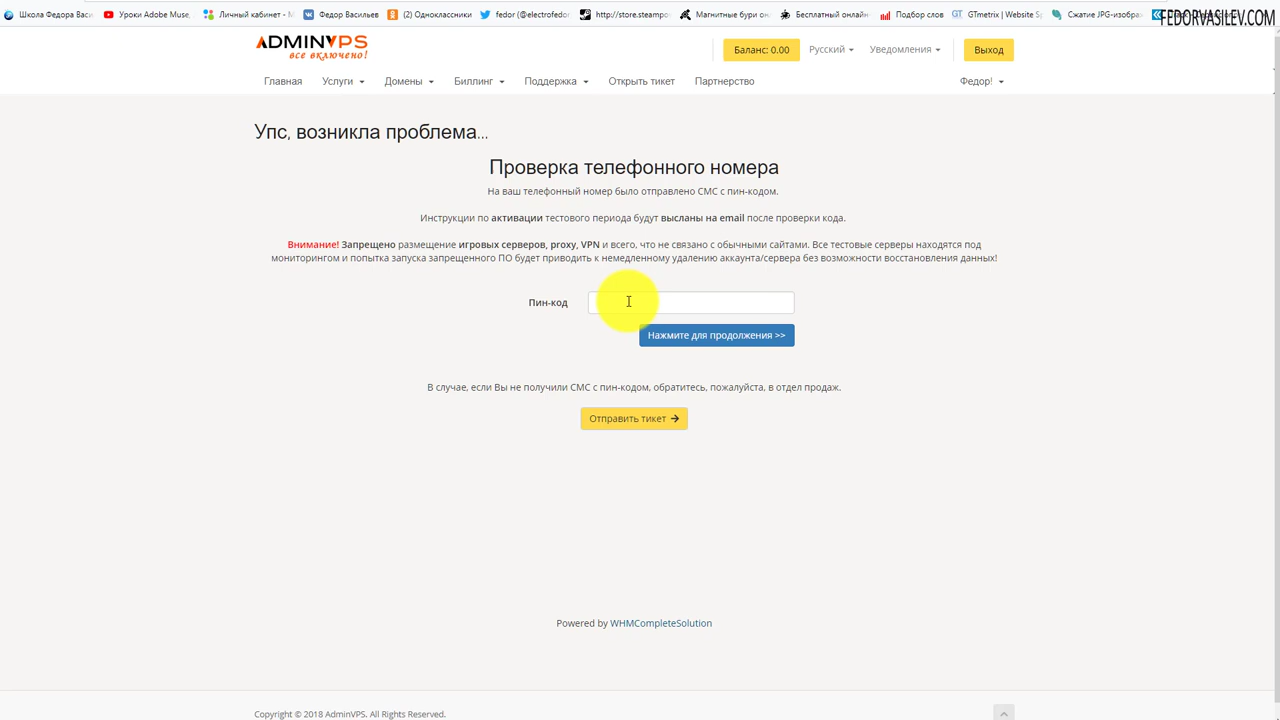 Школа Федора Васи
Уроки Adobe Muse,
Личный кабинет - М
Федор Васильев
(2) Одноклассники
fedor (@electrofedor
http://store.steampo
Магнитные бури он
Бесплатный онлайн
Подбор слов
GTmetrix | Website Sp
Сжатие JPG-изображ
FEDORVASILEV.COM
ADMINVPS
все включено!
Баланс: 0.00
Русский
Уведомления
Выход
Главная
Услуги
Домены
Биллинг
Поддержка
Открыть тикет
Партнерство
Федор!
Упс, возникла проблема...
Проверка телефонного номера
На ваш телефонный номер было отправлено СМС с пин-кодом.
Инструкции по активации тестового периода будут высланы на email после проверки кода.
Внимание! Запрещено размещение игровых серверов, proxy, VPN и всего, что не связано с обычными сайтами. Все тестовые серверы находятся под
мониторингом и попытка запуска запрещенного ПО будет приводить к немедленному удалению аккаунта/сервера без возможности восстановления данных!
Пин-код
Нажмите для продолжения >>
В случае, если Вы не получили СМС с пин-кодом, обратитесь, пожалуйста, в отдел продаж.
Отправить тикет
Powered by WHMCompleteSolution
Copyright © 2018 AdminVPS. All Rights Reserved.